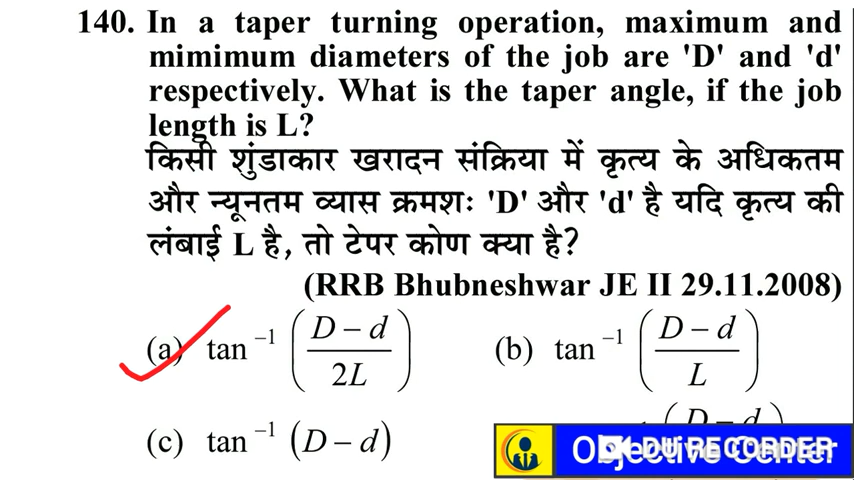 140. In a taper turning operation, maximum and
mimimum diameters of the job are 'D' and 'd'
respectively. What is the taper angle, if the job
length is L?
किसी शुंडाकार खरादन संक्रिया में कृत्य के अधिकतम
और न्यूनतम व्यास क्रमशः 'D' और 'd' है यदि कृत्य की
लंबाई L है, तो टेपर कोण क्या है?
(RRB Bhubneshwar JE II 29.11.2008)
(a) tan⁻¹ ((D – d)/2L) (b) tan⁻¹ ((D – d)/L)
(c) tan⁻¹ (D – d)
Objective Center
DU RECORDER